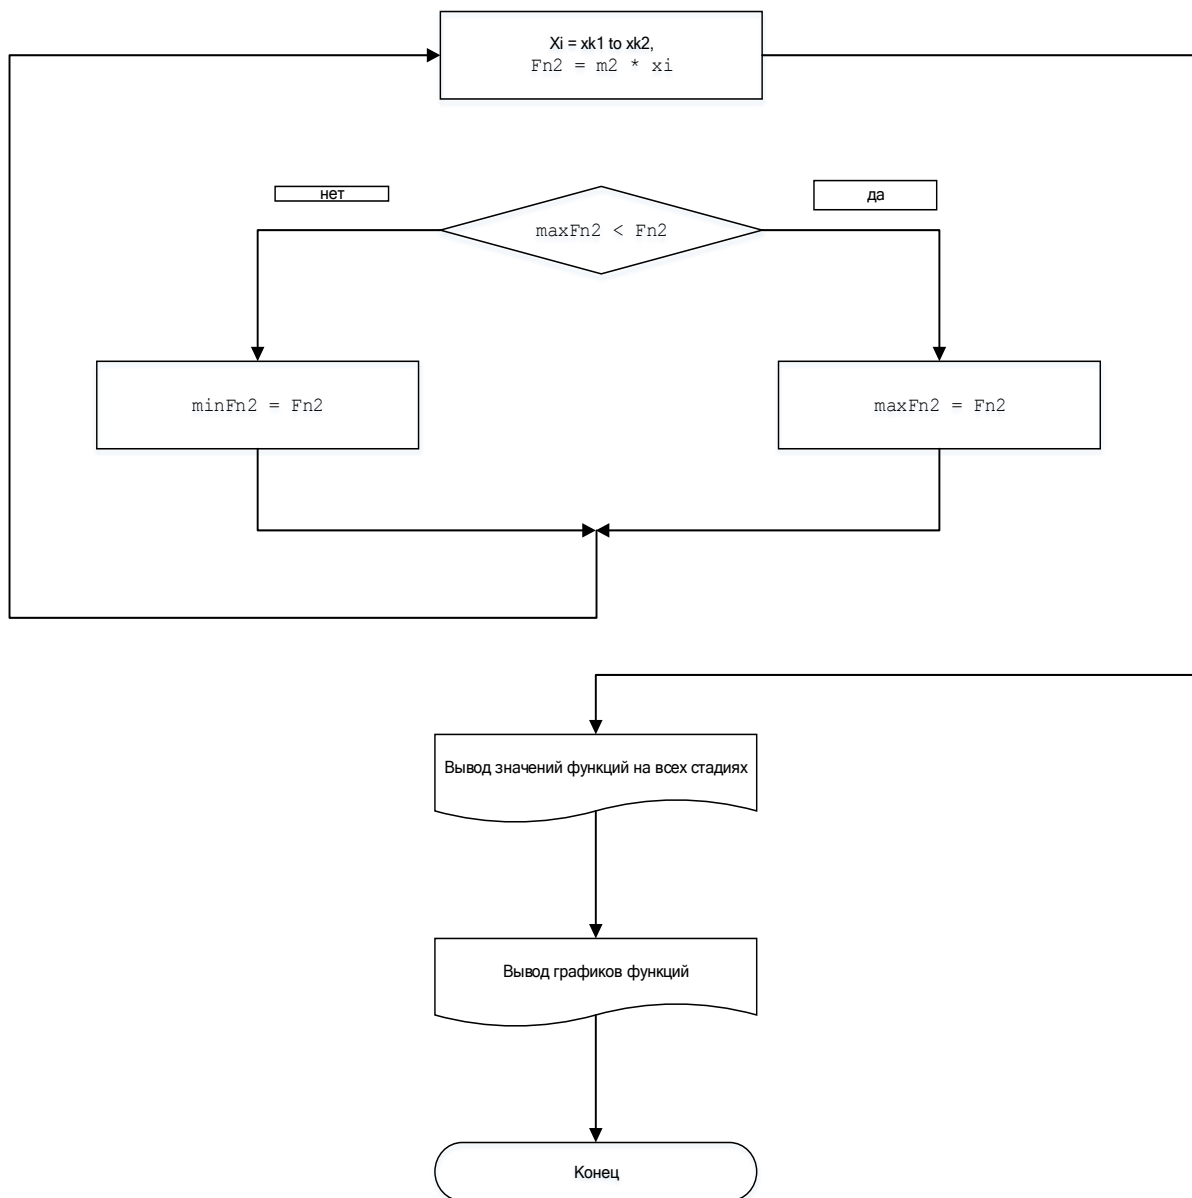 Xi = xk1 to xk2,
Fn2 = m2 * xi
нет
да
maxFn2 < Fn2
minFn2 = Fn2
maxFn2 = Fn2
Вывод значений функций на всех стадиях
Вывод графиков функций
Конец